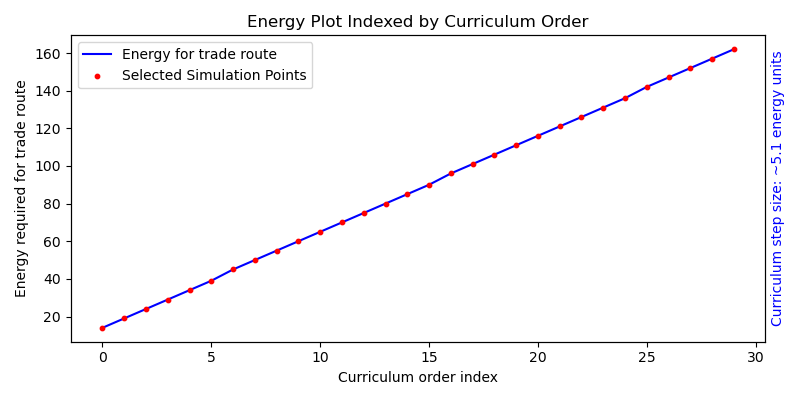 Energy Plot Indexed by Curriculum Order
Energy for trade route
Selected Simulation Points
Energy required for trade route
160
140
120
100
80
60
40
20
0
5
10
15
20
25
30
Curriculum order index
Curriculum step size: ~5.1 energy units